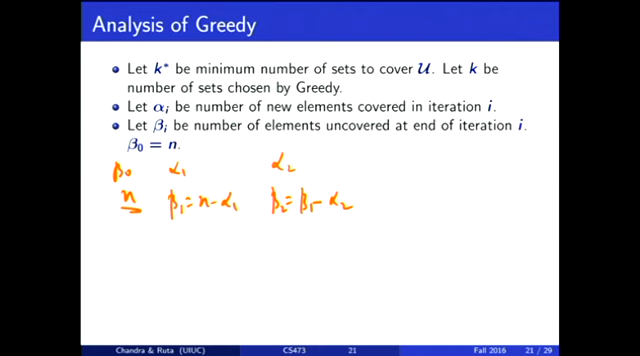 Analysis of Greedy
Let k* be minimum number of sets to cover 𝒰. Let k be
number of sets chosen by Greedy.
Let αᵢ be number of new elements covered in iteration i.
Let βᵢ be number of elements uncovered at end of iteration i.
β₀ = n.
β₀ α₁ α₂
n β₁ = n - α₁ β₂ = β₁ - α₂
Chandra & Ruta (UIUC) CS473 21 Fall 2016 21 / 29